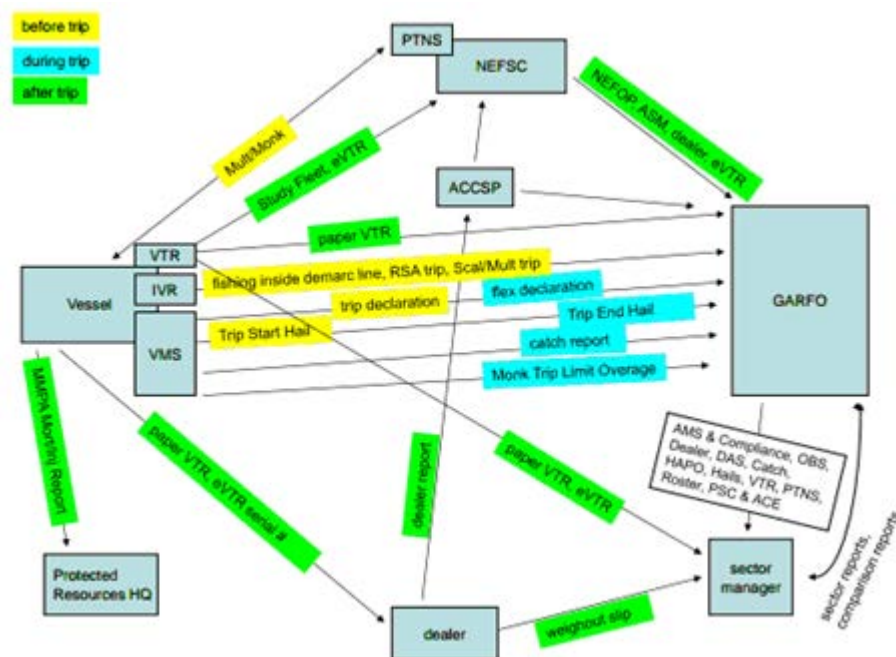 before trip
during trip
after trip
PTNS
NEFSC
Mult/Monk
Study Fleet, eVTR
NEFOP, ASM, dealer, eVTR
ACCSP
paper VTR
VTR
IVR
VMS
Vessel
fishing inside demarc line, RSA trip, Scal/Mult trip
trip declaration
flex declaration
Trip Start Hail
Trip End Hail
catch report
Monk Trip Limit Overage
GARFO
MMPA Mort/Inj Report
paper VTR, eVTR serial #
dealer report
paper VTR, eVTR
AMS & Compliance, OBS,
Dealer, DAS, Catch,
HAPO, Hails, VTR, PTNS,
Roster, PSC & ACE
sector reports,
comparison reports
Protected
Resources HQ
dealer
weighout slip
sector
manager